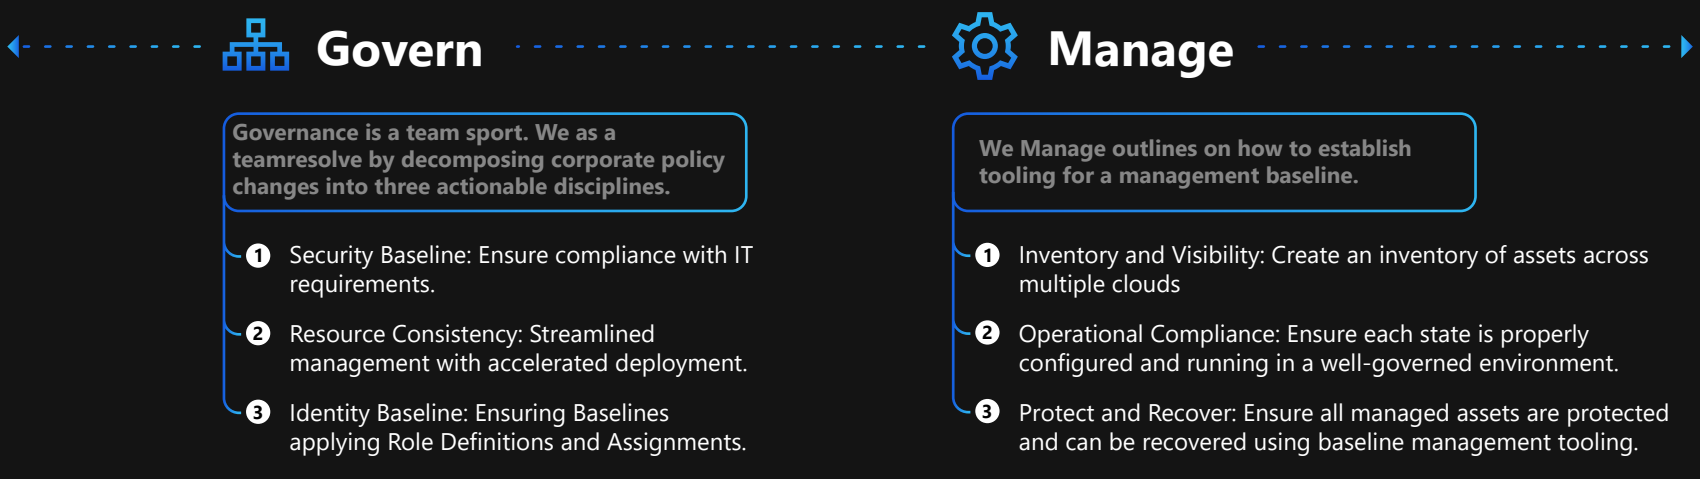 Govern
Governance is a team sport. We as a
teamresolve by decomposing corporate policy
changes into three actionable disciplines.
1 Security Baseline: Ensure compliance with IT
requirements.
2 Resource Consistency: Streamlined
management with accelerated deployment.
3 Identity Baseline: Ensuring Baselines
applying Role Definitions and Assignments.
Manage
We Manage outlines on how to establish
tooling for a management baseline.
1 Inventory and Visibility: Create an inventory of assets across
multiple clouds
2 Operational Compliance: Ensure each state is properly
configured and running in a well-governed environment.
3 Protect and Recover: Ensure all managed assets are protected
and can be recovered using baseline management tooling.